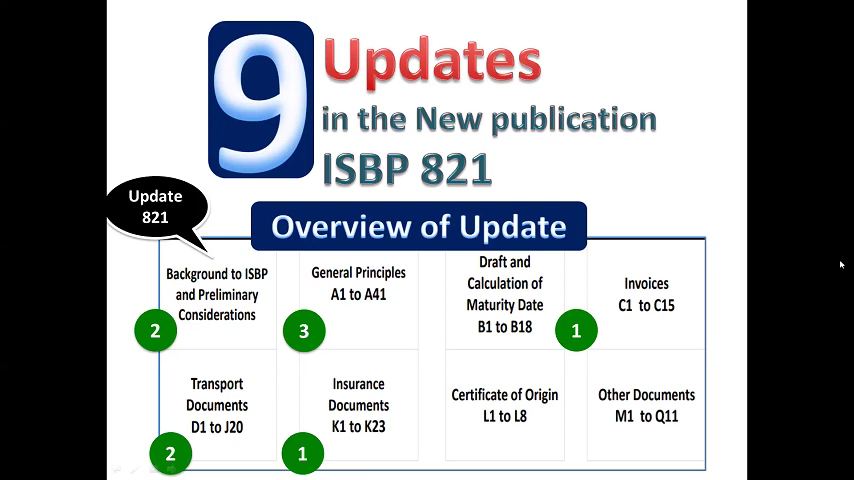 9
Updates
in the New publication
ISBP 821
Update
821
Overview of Update
Background to ISBP
and Preliminary
Considerations
2
General Principles
A1 to A41
3
Draft and
Calculation of
Maturity Date
B1 to B18
Invoices
C1 to C15
1
Transport
Documents
D1 to J20
2
Insurance
Documents
K1 to K23
1
Certificate of Origin
L1 to L8
Other Documents
M1 to Q11